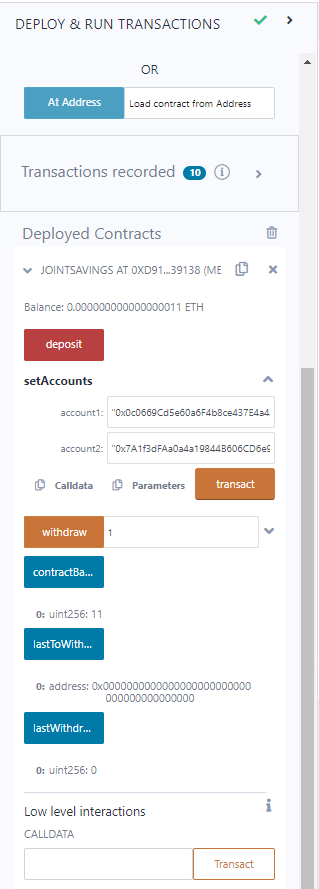 DEPLOY & RUN TRANSACTIONS
OR
At Address Load contract from Address
Transactions recorded 10
Deployed Contracts
JOINTSAVINGS AT 0XD91...39138 (ME
Balance: 0.000000000000000011 ETH
deposit
setAccounts
account1: "0x0c0669Cd5e60a6F4b8ce437E4a4
account2: "0x7A1f3dFAa0a4a19844B606CD6e9
Calldata Parameters transact
withdraw 1
contractBa...
0: uint256: 11
lastToWith...
0: address: 0x00000000000000000000000000
00000000000000
lastWithdr...
0: uint256: 0
Low level interactions
CALLDATA
Transact